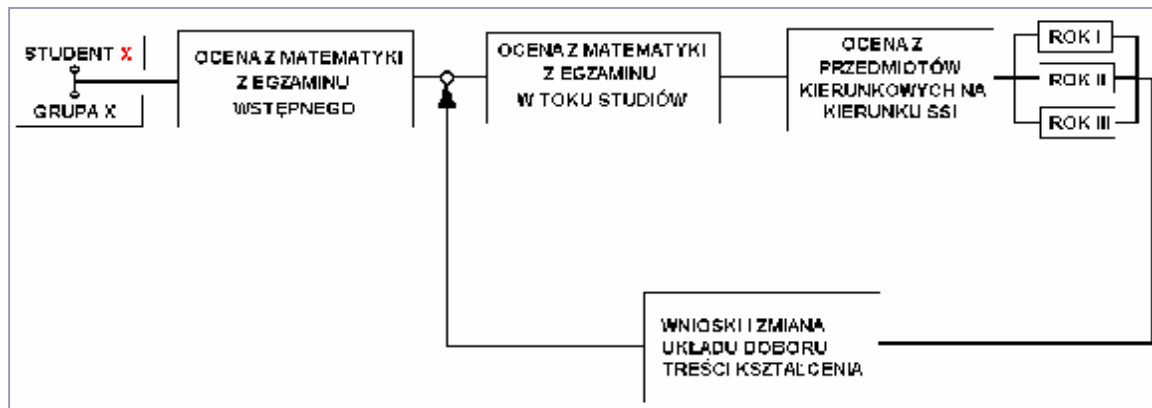 STUDENT X
GRUPA X
OCENA Z MATEMATYKI
Z EGZAMINU
WSTĘPNEGO
OCENA Z MATEMATYKI
Z EGZAMINU
W TOKU STUDIÓW
OCENA Z
PRZEDMIOTÓW
KIERUNKOWYCH NA
KIERUNKU SSI
ROK I
ROK II
ROK III
WNIOSKI I ZMIANA
UKŁADU DOBORU
TREŚCI KSZTAŁCENIA